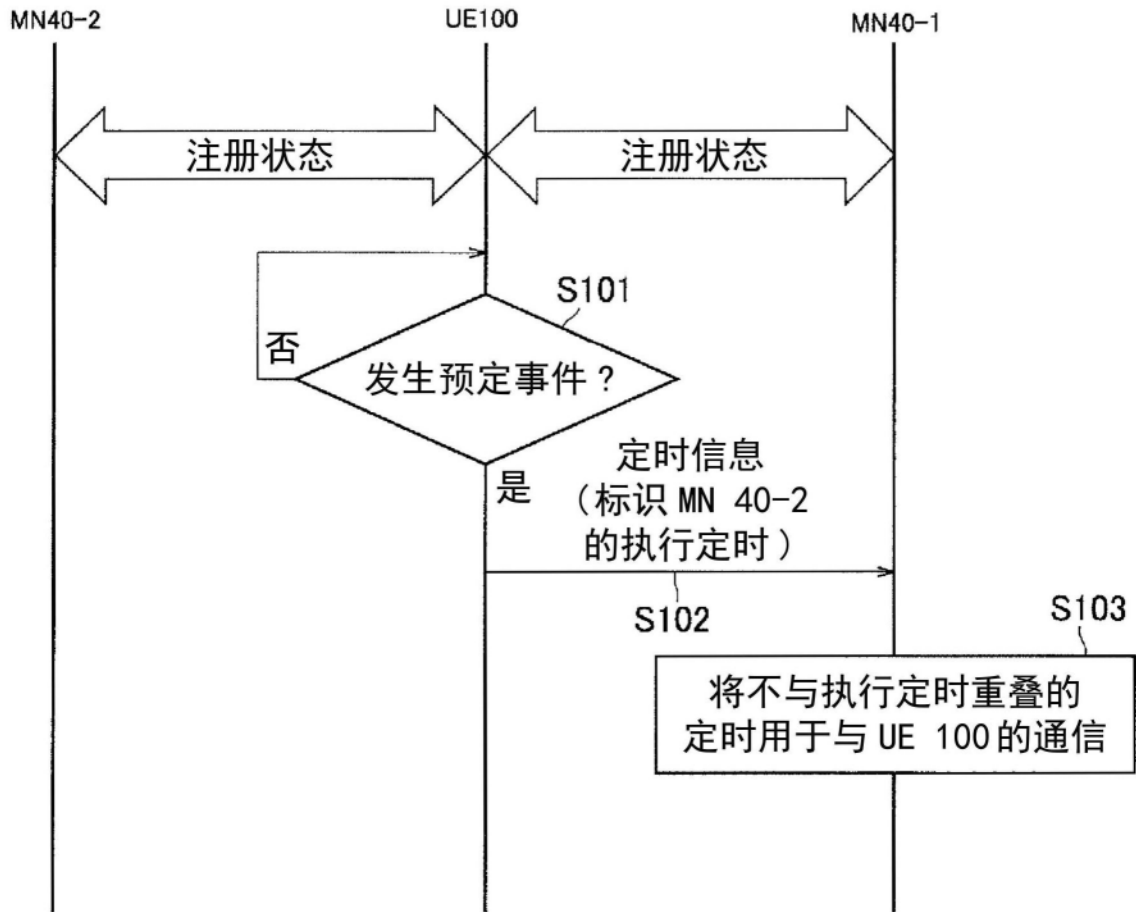 MN40-2
UE100
MN40-1
注册状态
注册状态
S101
否
发生预定事件?
是
定时信息
(标识 MN 40-2
的执行定时)
S102
S103
将不与执行定时重叠的
定时用于与 UE 100 的通信